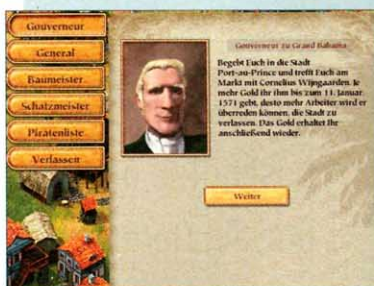 Gouverneur
General
Baumeister
Schatzmeister
Piratenliste
Verlassen
Gouverneur zu Grand Bahama
Begebt Euch in die Stadt
Port-au-Prince und trefft Euch am
Markt mit Cornelius Wijngaarden. Je
mehr Gold ihr ihm bis zum 11. Januar
1571 gebt, desto mehr Arbeiter wird er
überreden können, die Stadt zu
verlassen. Das Gold erhaltet Ihr
anschließend wieder.
Weiter